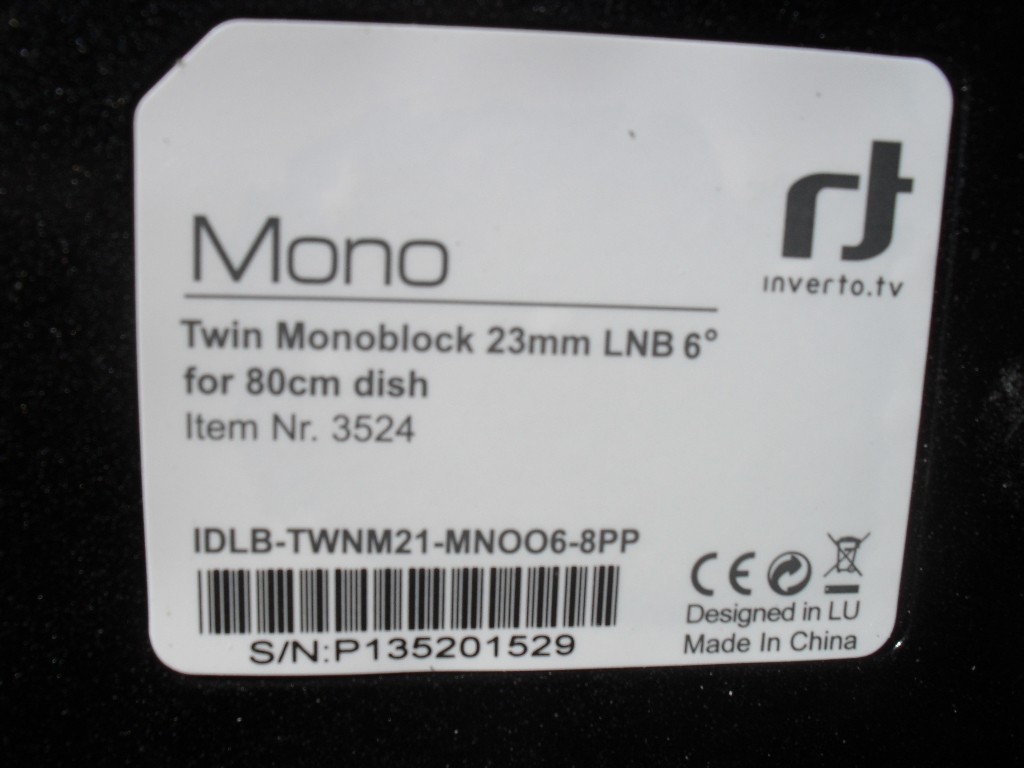 Mono
rt
inverto.tv
Twin Monoblock 23mm LNB 6°
for 80cm dish
Item Nr. 3524
IDLB-TWNM21-MNOO6-8PP
CE
S/N:P135201529
Designed in LU
Made In China